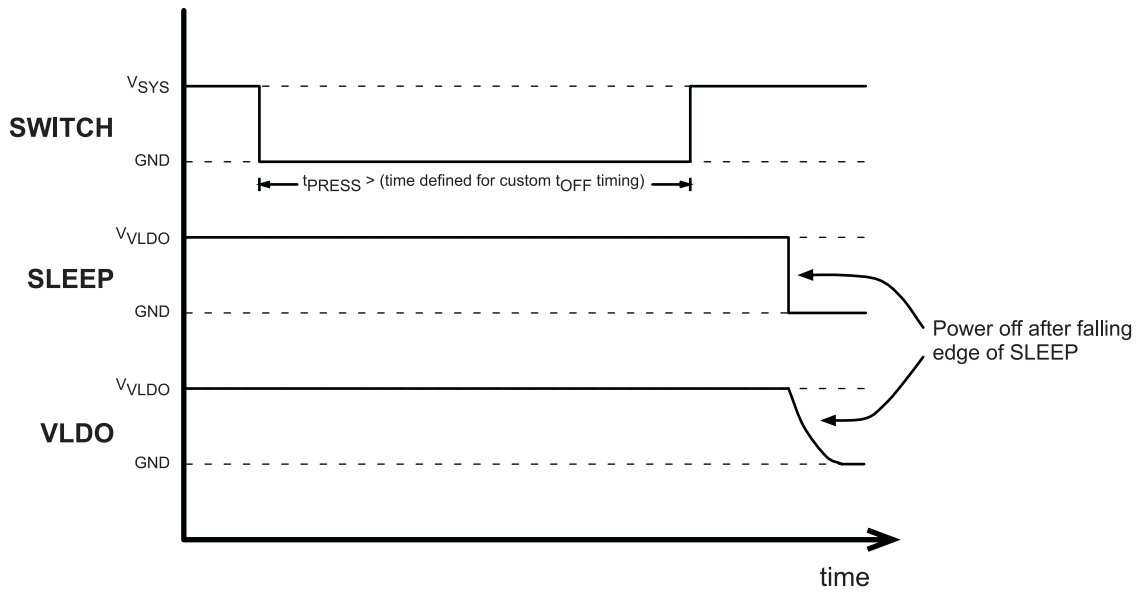 VSYS
SWITCH
GND
tPRESS > (time defined for custom tOFF timing)
VVLDO
SLEEP
GND
Power off after falling
edge of SLEEP
VVLDO
VLDO
GND
time